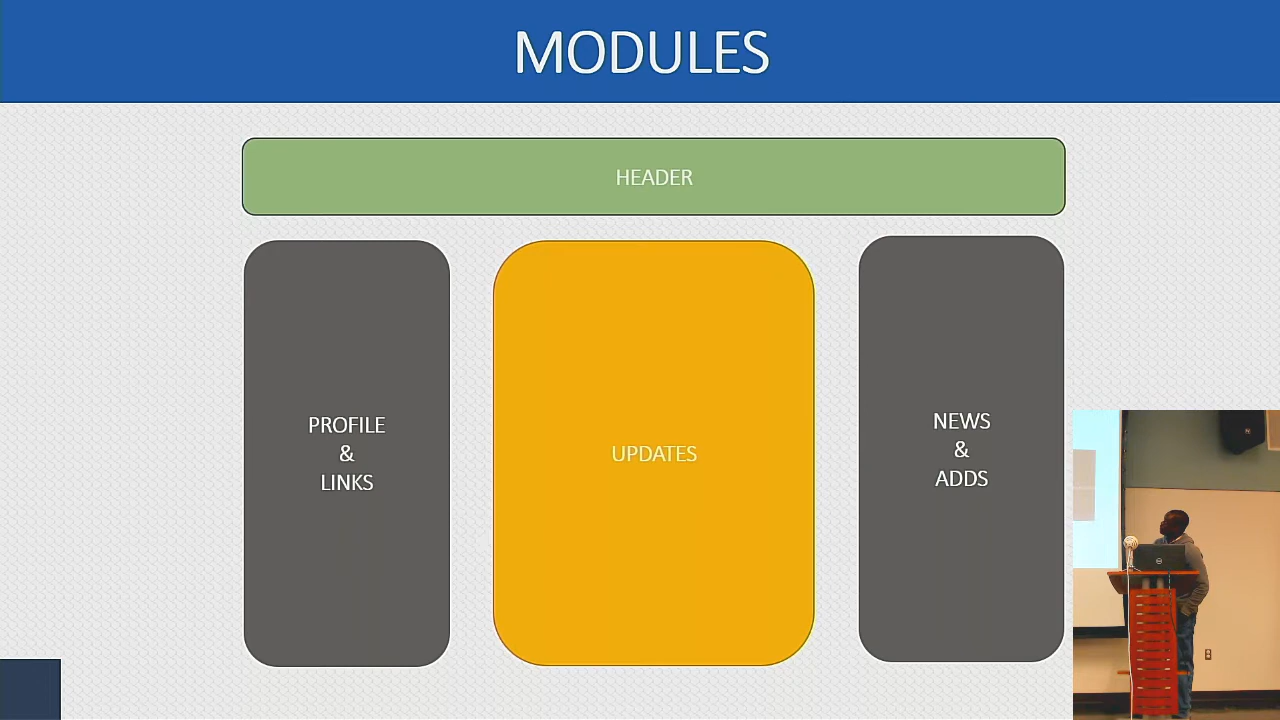 MODULES
HEADER
PROFILE
&
LINKS
UPDATES
NEWS
&
ADDS